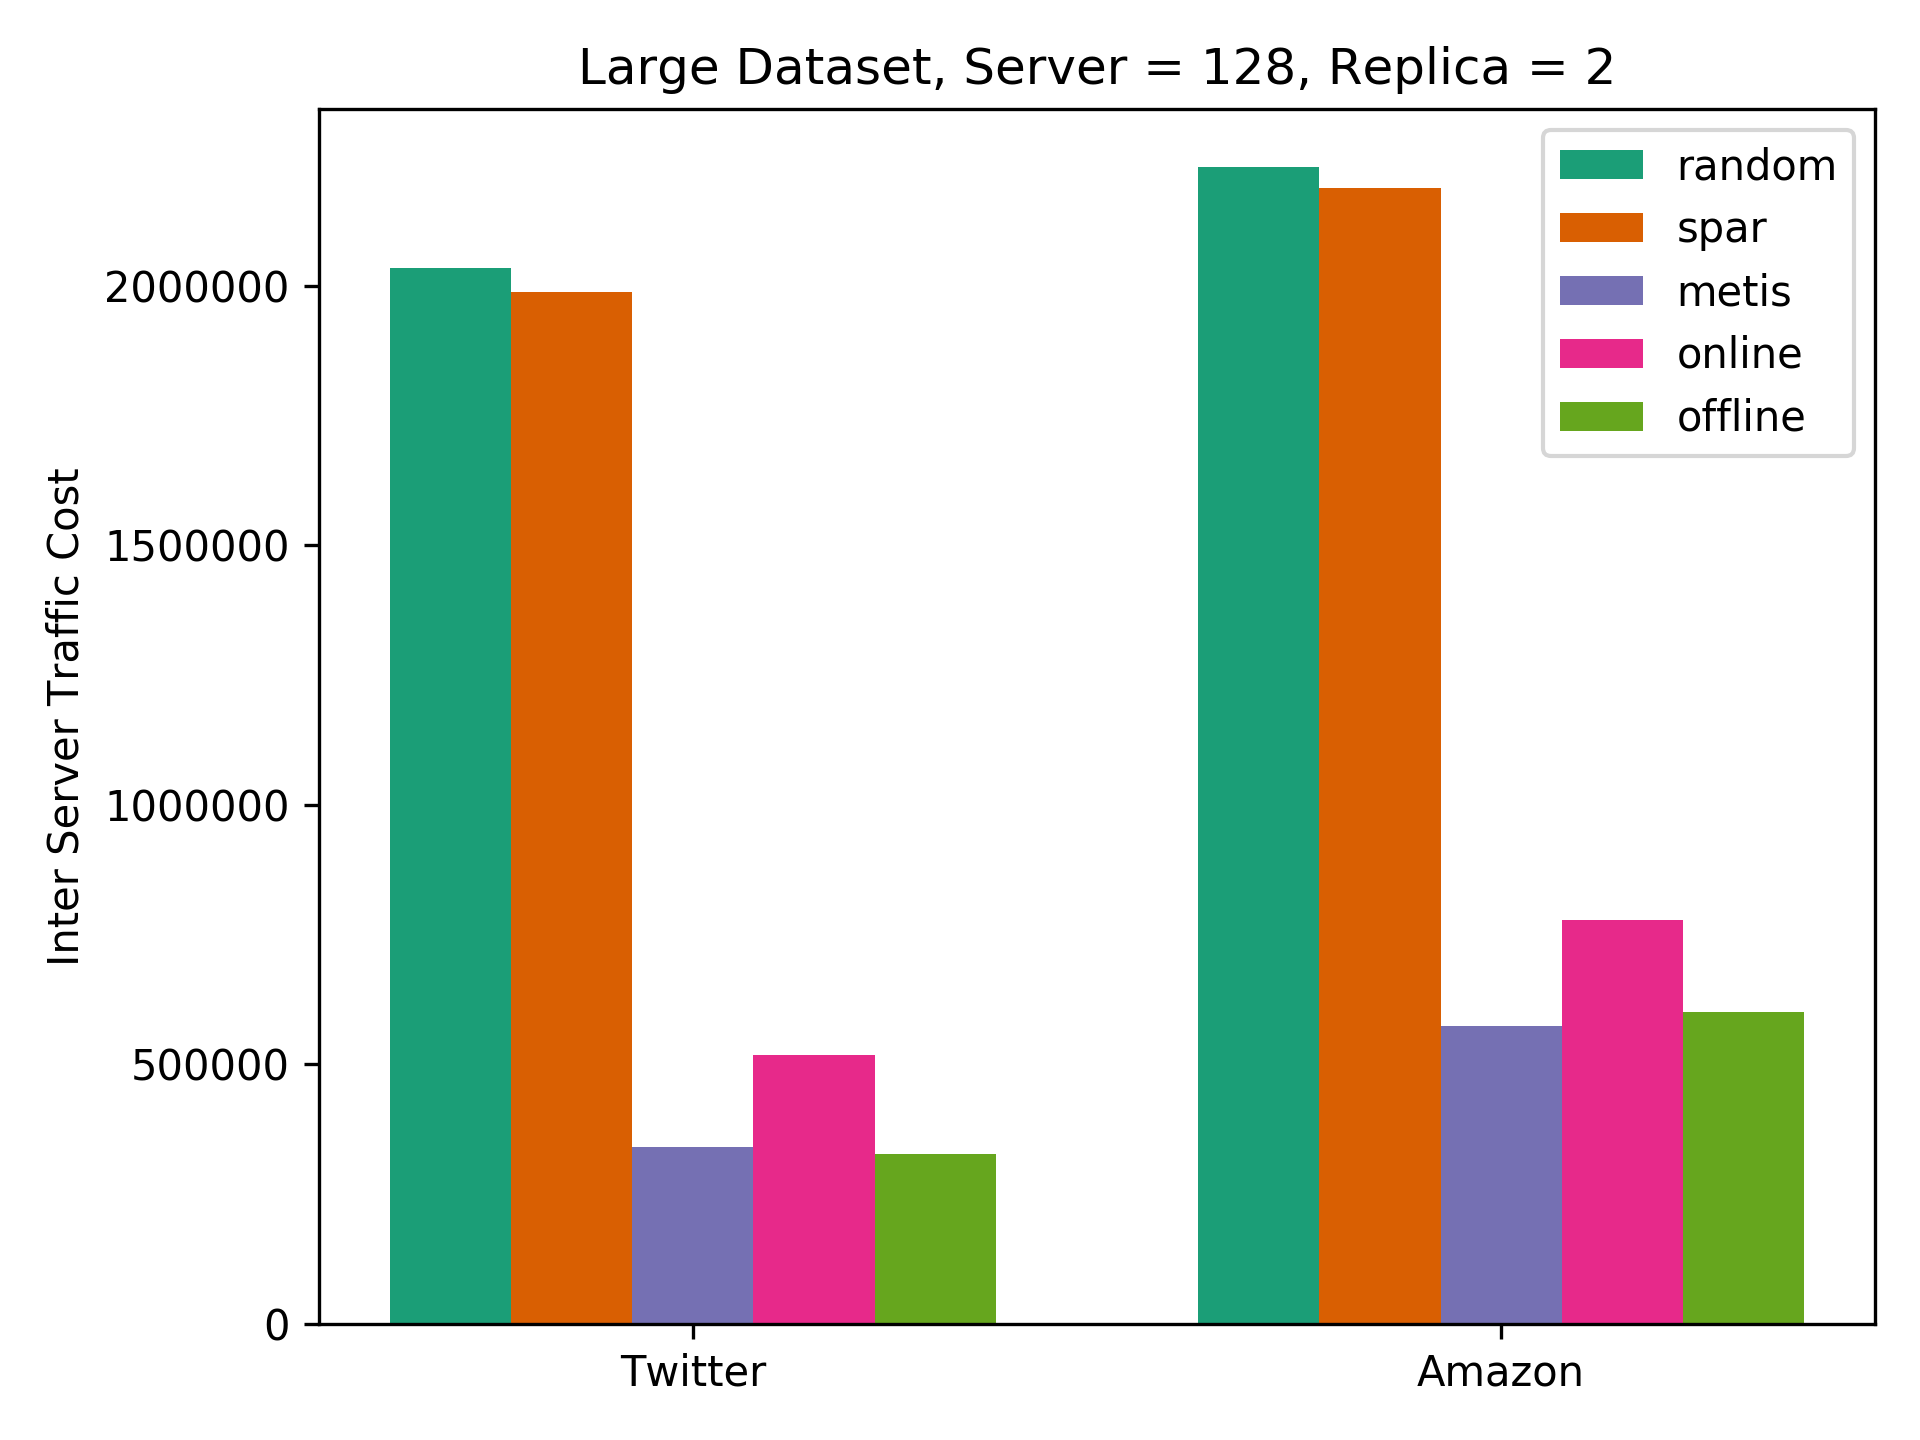 Large Dataset, Server = 128, Replica = 2
Inter Server Traffic Cost
2000000
1500000
1000000
500000
0
random
spar
metis
online
offline
Twitter
Amazon